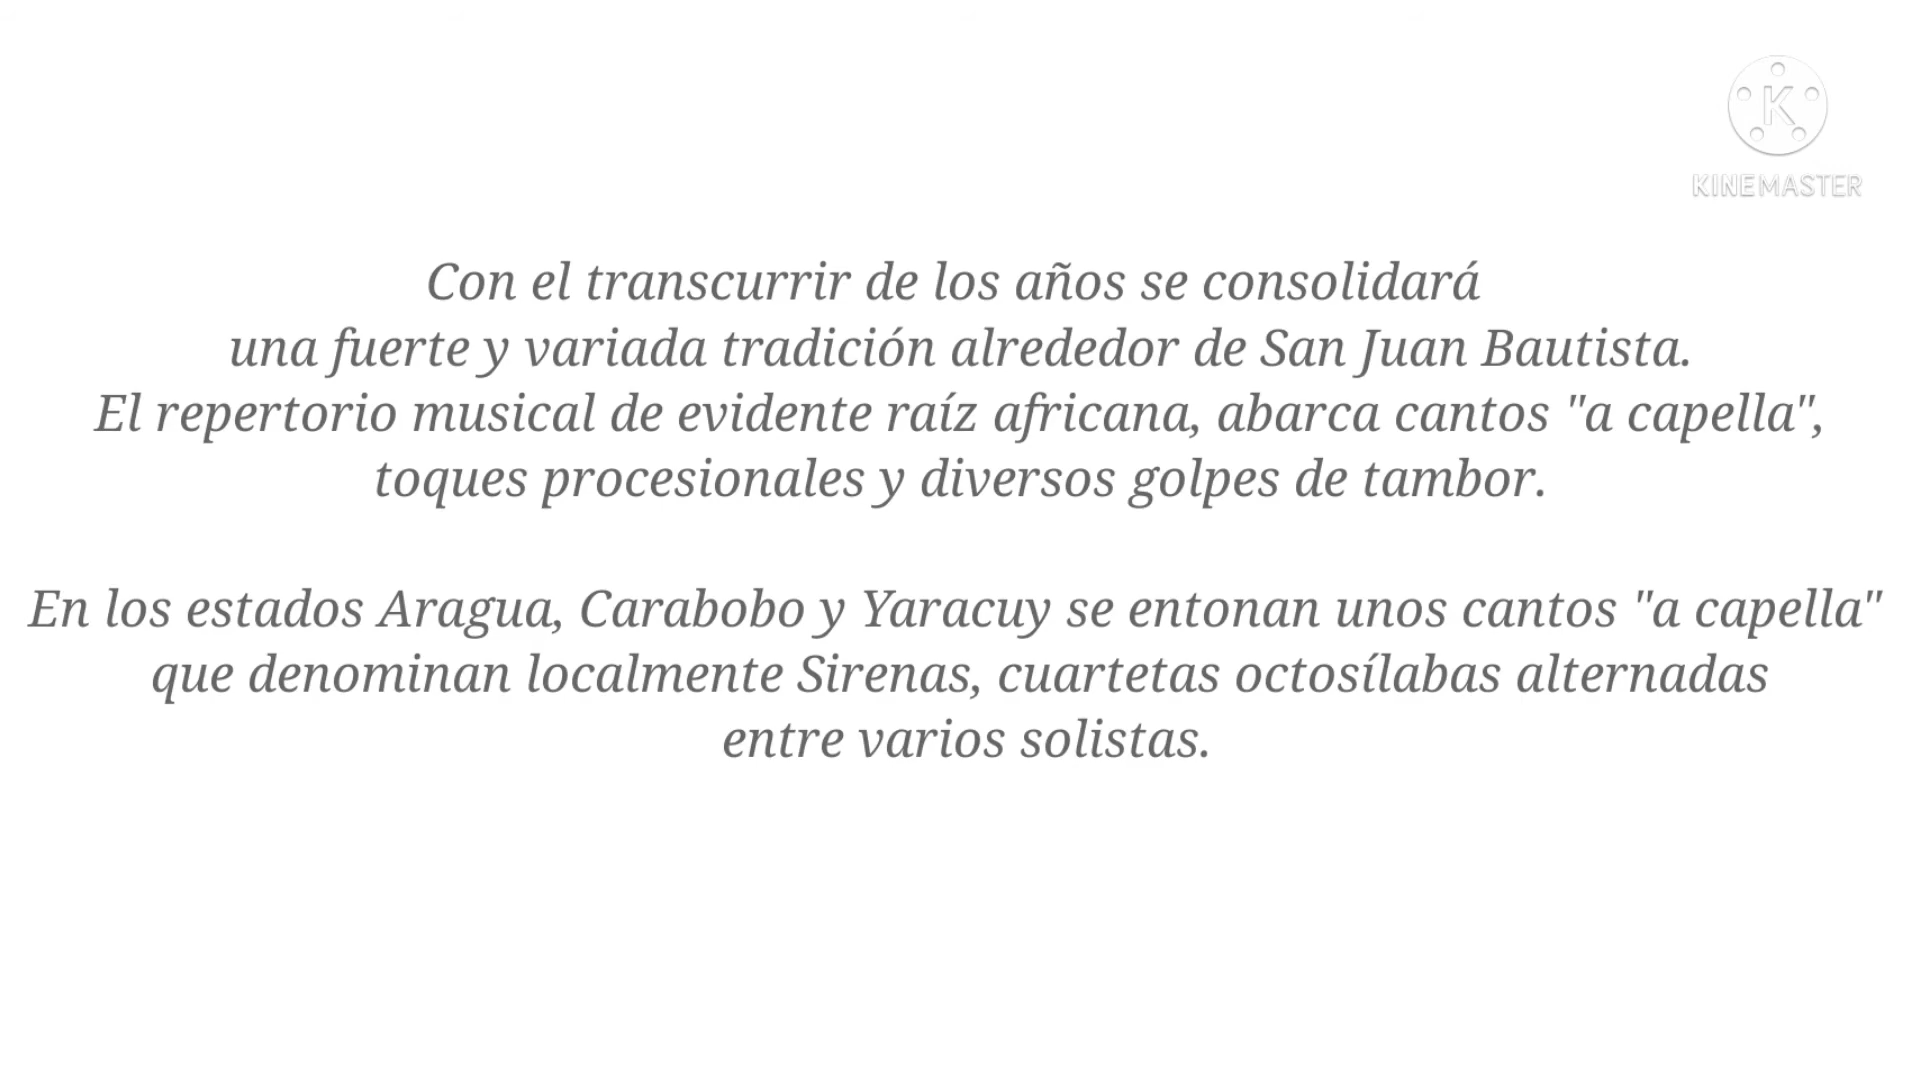 K
KINEMASTER
Con el transcurrir de los años se consolidará
una fuerte y variada tradición alrededor de San Juan Bautista.
El repertorio musical de evidente raíz africana, abarca cantos "a capella",
toques procesionales y diversos golpes de tambor.
En los estados Aragua, Carabobo y Yaracuy se entonan unos cantos "a capella"
que denominan localmente Sirenas, cuartetas octosílabas alternadas
entre varios solistas.